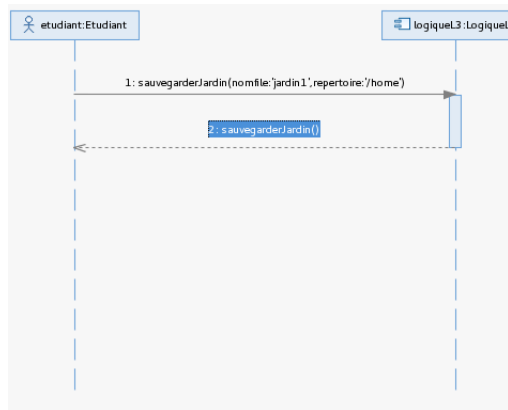 etudiant:Etudiant
logiqueL3:LogiqueL
1: sauvegarderJardin(nomfile:'jardin1',repertoire:'/home')
2: sauvegarderJardin()